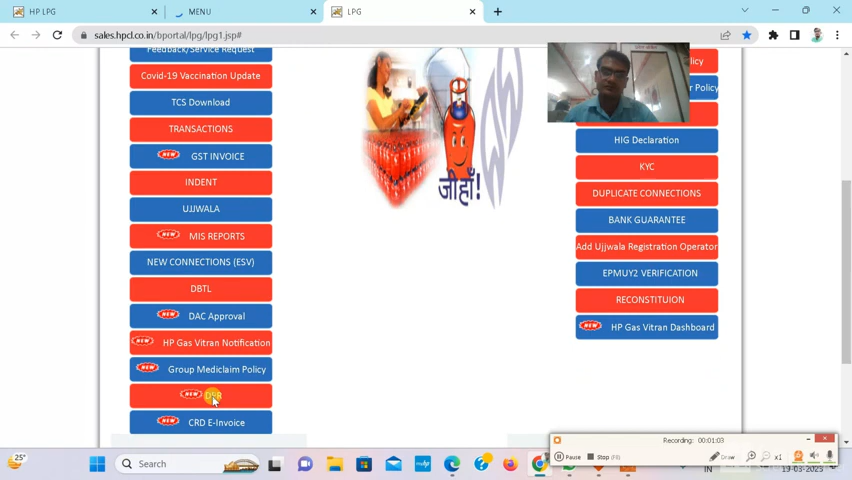 HP LPG
MENU
LPG
sales.hpcl.co.in/bportal/lpg/lpg1.jsp#
Feedback/Service Request
Covid-19 Vaccination Update
TCS Download
TRANSACTIONS
NEW GST INVOICE
INDENT
UJJWALA
NEW MIS REPORTS
NEW CONNECTIONS (ESV)
DBTL
NEW DAC Approval
NEW HP Gas Vitran Notification
NEW Group Mediclaim Policy
NEW DSR
NEW CRD E-Invoice
जी हाँ!
HIG Declaration
KYC
DUPLICATE CONNECTIONS
BANK GUARANTEE
Add Ujjwala Registration Operator
EPMUY2 VERIFICATION
RECONSTITUION
NEW HP Gas Vitran Dashboard
Recording: 00:01:03
Pause
Stop (F8)
Draw
x1
25°
Search
IN
19-03-2023